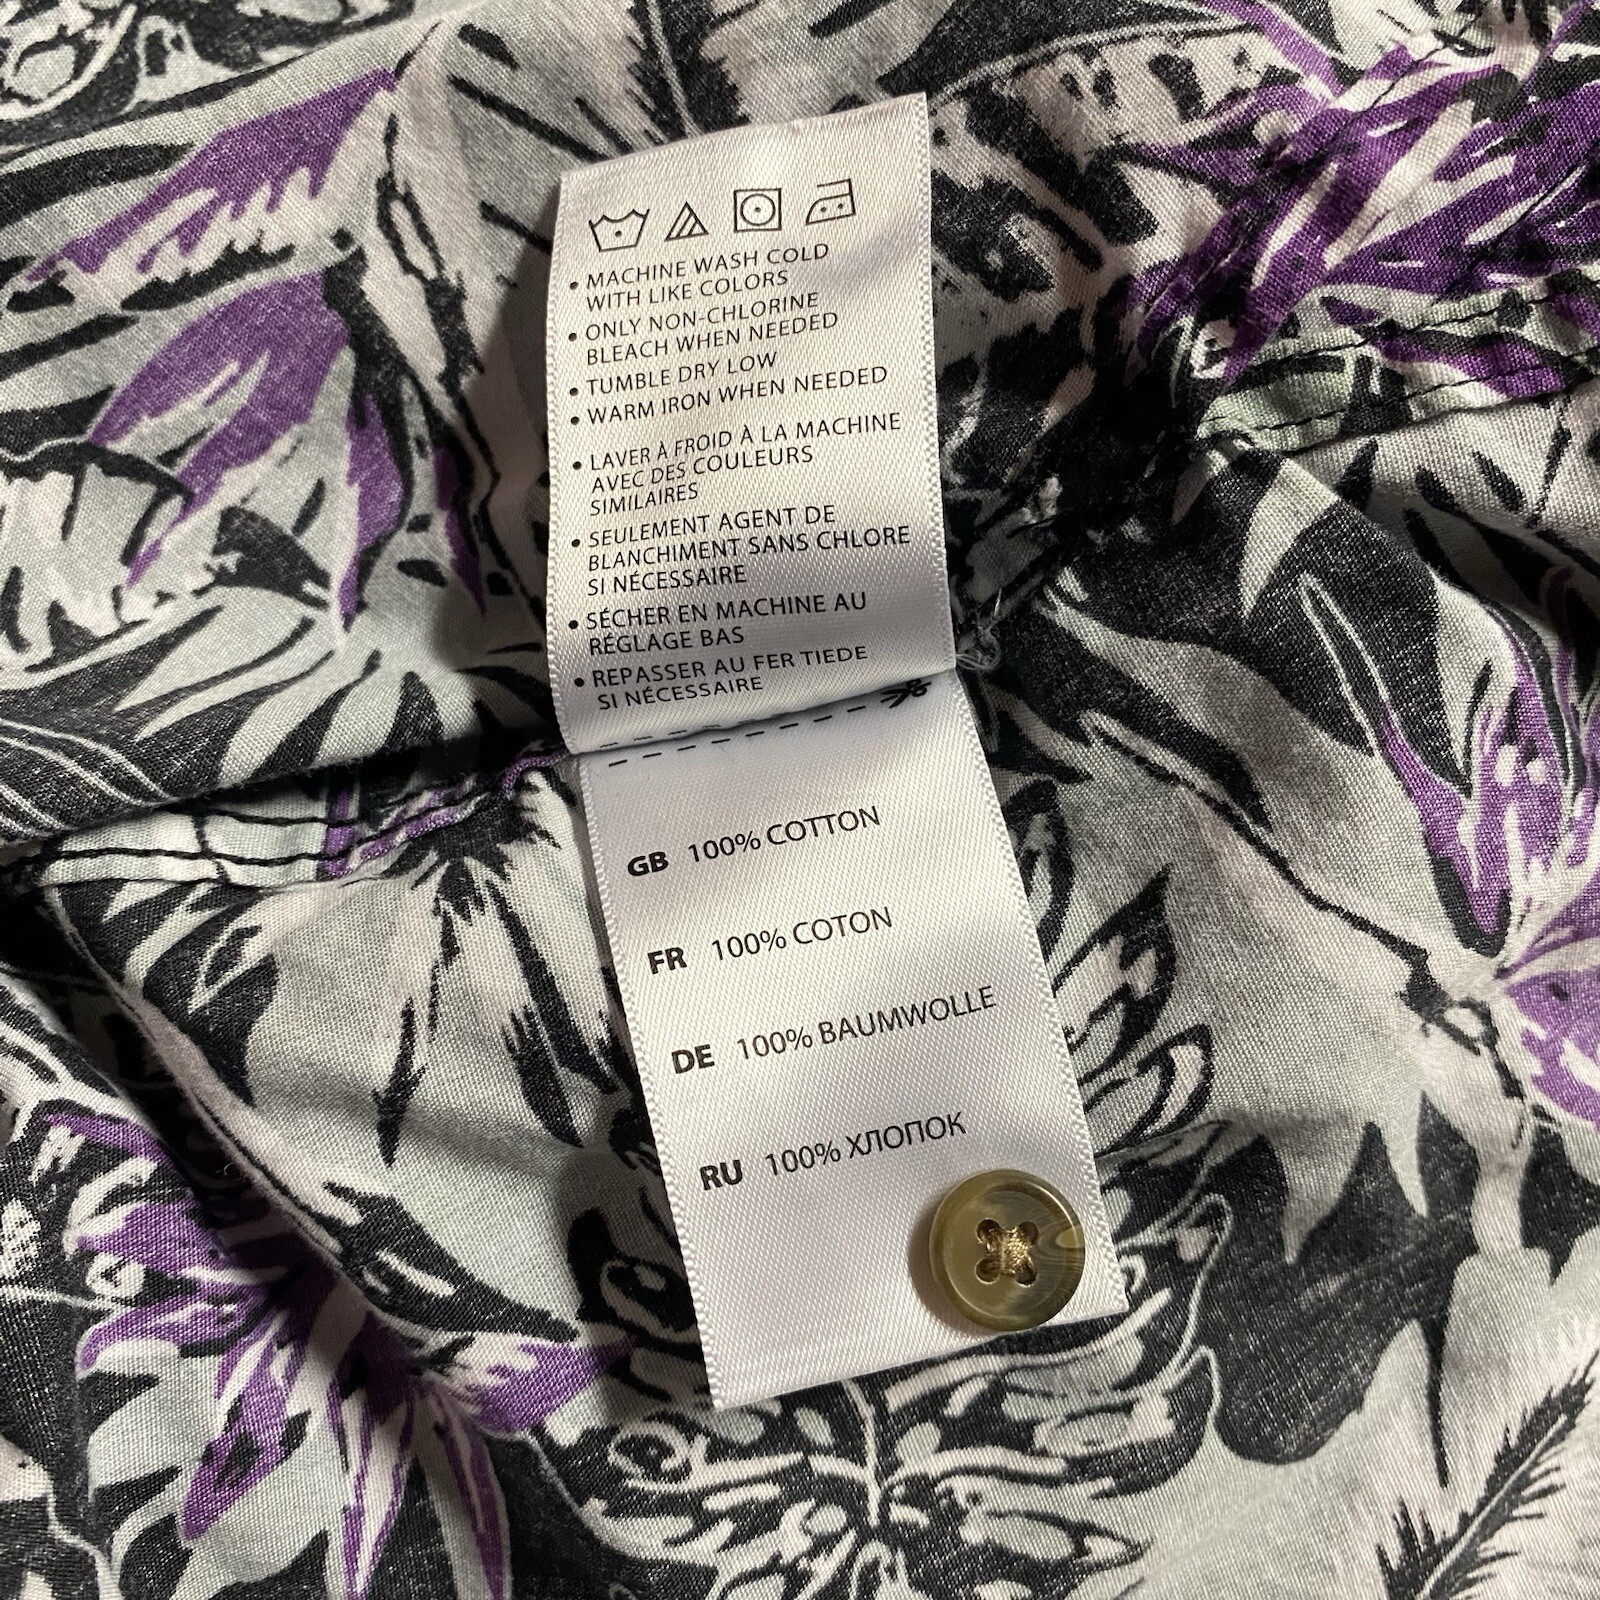 • MACHINE WASH COLD
WITH LIKE COLORS
• ONLY NON-CHLORINE
BLEACH WHEN NEEDED
• TUMBLE DRY LOW
• WARM IRON WHEN NEEDED
• LAVER À FROID À LA MACHINE
AVEC DES COULEURS
SIMILAIRES
• SEULEMENT AGENT DE
BLANCHIMENT SANS CHLORE
SI NÉCESSAIRE
• SÉCHER EN MACHINE AU
RÉGLAGE BAS
• REPASSER AU FER TIEDE
SI NÉCESSAIRE
GB 100% COTTON
FR 100% COTON
DE 100% BAUMWOLLE
RU 100% ХЛОПОК